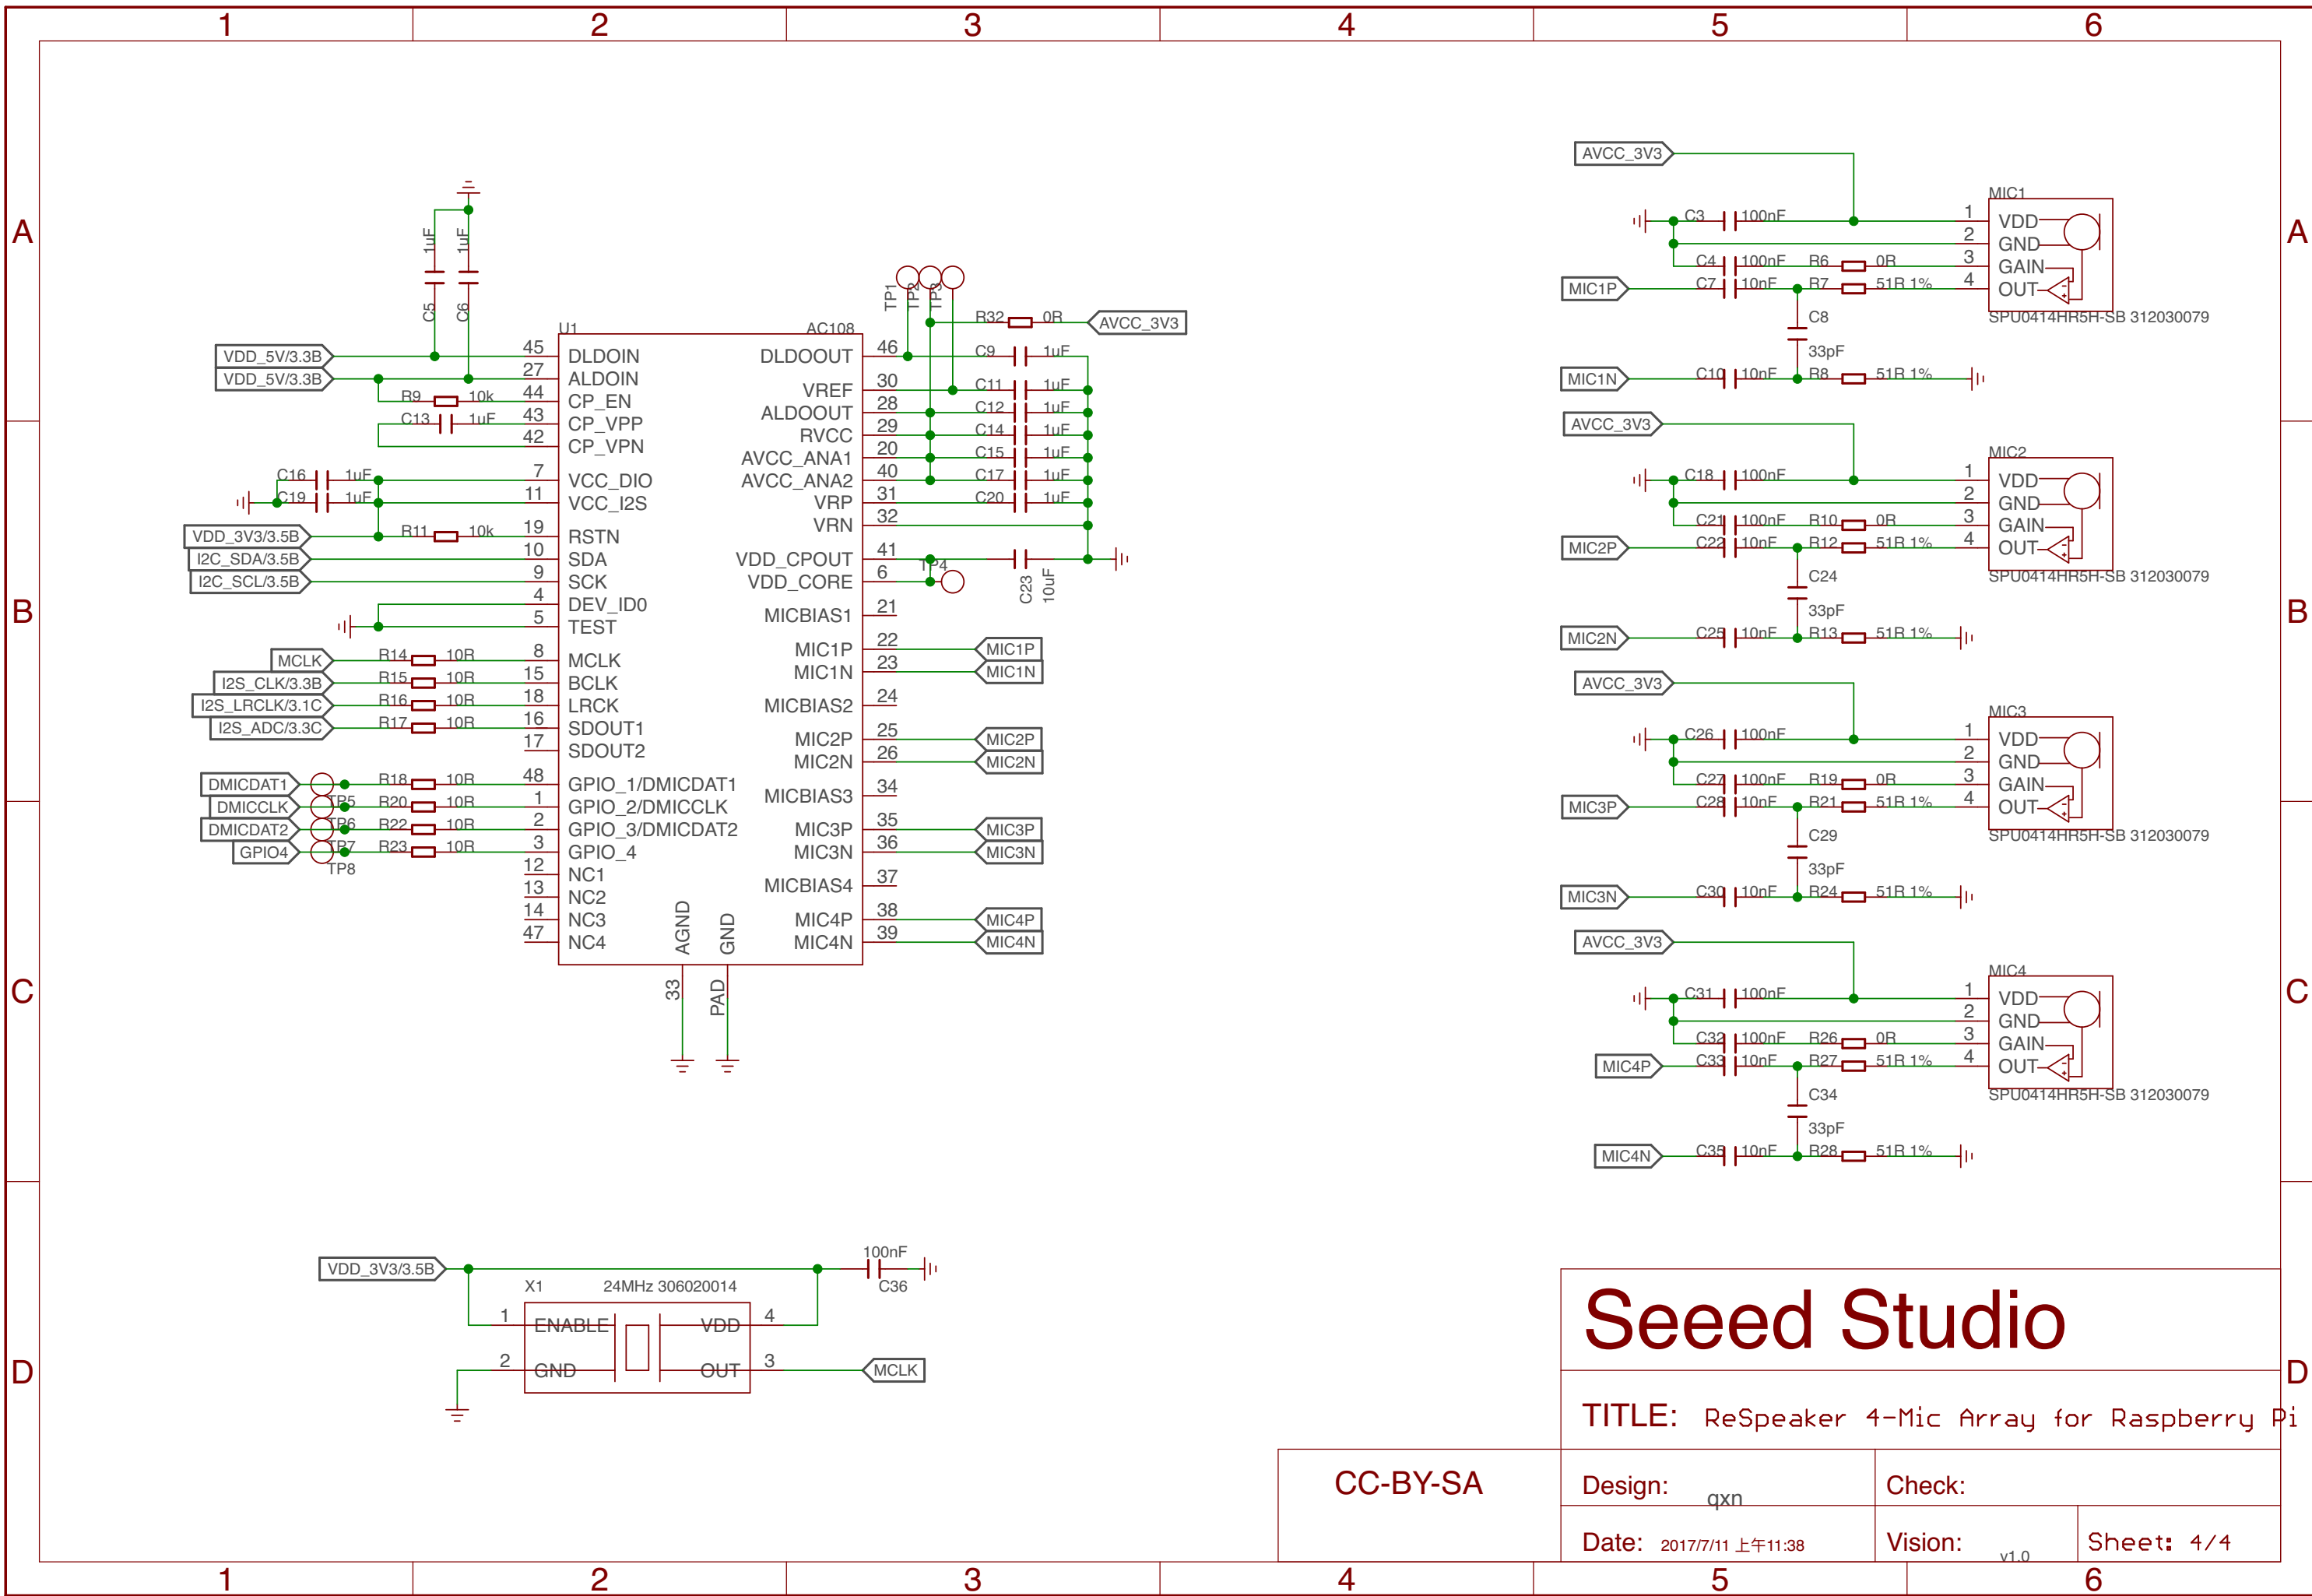 1 2 3 4 5 6
A
B
C
D
1uF 1uF
C5 C6
VDD_5V/3.3B
VDD_5V/3.3B
R9 10k
C13 1uF
C16 1uF
C19 1uF
VDD_3V3/3.5B
R11 10k
I2C_SDA/3.5B
I2C_SCL/3.5B
MCLK R14 10R
I2S_CLK/3.3B R15 10R
I2S_LRCLK/3.1C R16 10R
I2S_ADC/3.3C R17 10R
DMICDAT1 TP5 R18 10R
DMICCLK TP6 R20 10R
DMICDAT2 TP7 R22 10R
GPIO4 TP8 R23 10R
U1 AC108
45 DLDOIN
27 ALDOIN
44 CP_EN
43 CP_VPP
42 CP_VPN
7 VCC_DIO
11 VCC_I2S
19 RSTN
10 SDA
9 SCK
4 DEV_ID0
5 TEST
8 MCLK
15 BCLK
18 LRCK
16 SDOUT1
17 SDOUT2
48 GPIO_1/DMICDAT1
1 GPIO_2/DMICCLK
2 GPIO_3/DMICDAT2
3 GPIO_4
12 NC1
13 NC2
14 NC3
47 NC4
AGND 33
GND PAD
TP1 TP2 TP3
R32 0R AVCC_3V3
DLDOOUT 46 C9 1uF
VREF 30 C11 1uF
ALDOOUT 28 C12 1uF
RVCC 29 C14 1uF
AVCC_ANA1 20 C15 1uF
AVCC_ANA2 40 C17 1uF
VRP 31 C20 1uF
VRN 32
VDD_CPOUT 41 TP4
VDD_CORE 6 C23 10uF
MICBIAS1 21
MIC1P 22 MIC1P
MIC1N 23 MIC1N
MICBIAS2 24
MIC2P 25 MIC2P
MIC2N 26 MIC2N
MICBIAS3 34
MIC3P 35 MIC3P
MIC3N 36 MIC3N
MICBIAS4 37
MIC4P 38 MIC4P
MIC4N 39 MIC4N
AVCC_3V3
MIC1
C3 100nF 1 VDD
2 GND
C4 100nF R6 0R 3 GAIN
MIC1P C7 10nF R7 51R 1% 4 OUT
SPU0414HR5H-SB 312030079
C8
33pF
MIC1N C10 10nF R8 51R 1%
AVCC_3V3
MIC2
C18 100nF 1 VDD
2 GND
C21 100nF R10 0R 3 GAIN
MIC2P C22 10nF R12 51R 1% 4 OUT
SPU0414HR5H-SB 312030079
C24
33pF
MIC2N C25 10nF R13 51R 1%
AVCC_3V3
MIC3
C26 100nF 1 VDD
2 GND
C27 100nF R19 0R 3 GAIN
MIC3P C28 10nF R21 51R 1% 4 OUT
SPU0414HR5H-SB 312030079
C29
33pF
MIC3N C30 10nF R24 51R 1%
AVCC_3V3
MIC4
C31 100nF 1 VDD
2 GND
C32 100nF R26 0R 3 GAIN
MIC4P C33 10nF R27 51R 1% 4 OUT
SPU0414HR5H-SB 312030079
C34
33pF
MIC4N C35 10nF R28 51R 1%
VDD_3V3/3.5B
100nF
C36
X1 24MHz 306020014
1 ENABLE VDD 4
2 GND OUT 3
MCLK
Seeed Studio
TITLE: ReSpeaker 4-Mic Array for Raspberry Pi
CC-BY-SA
Design: qxn
Check:
Date: 2017/7/11 上午11:38
Vision: v1.0
Sheet: 4/4
A
B
C
D
1 2 3 4 5 6